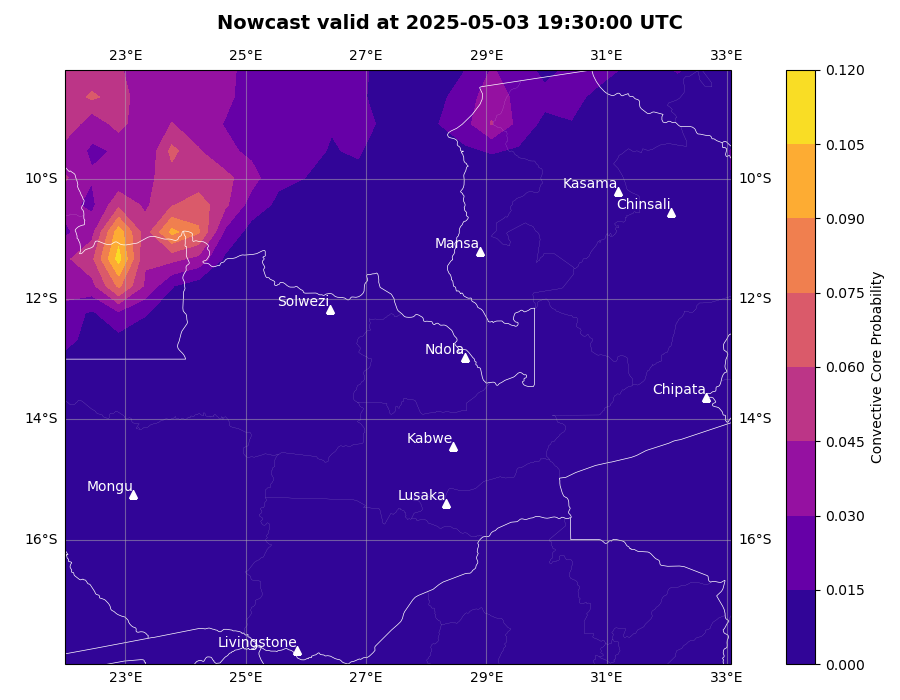 Nowcast valid at 2025-05-03 19:30:00 UTC
23°E 25°E 27°E 29°E 31°E 33°E
0.120
0.105
10°S Kasama 10°S
Chinsali
0.090
Mansa
0.075
12°S Solwezi 12°S
Ndola
0.060
Chipata
14°S 14°S
Kabwe
0.045
Mongu
Lusaka
0.030
16°S 16°S
0.015
Livingstone
0.000
23°E 25°E 27°E 29°E 31°E 33°E
Convective Core Probability